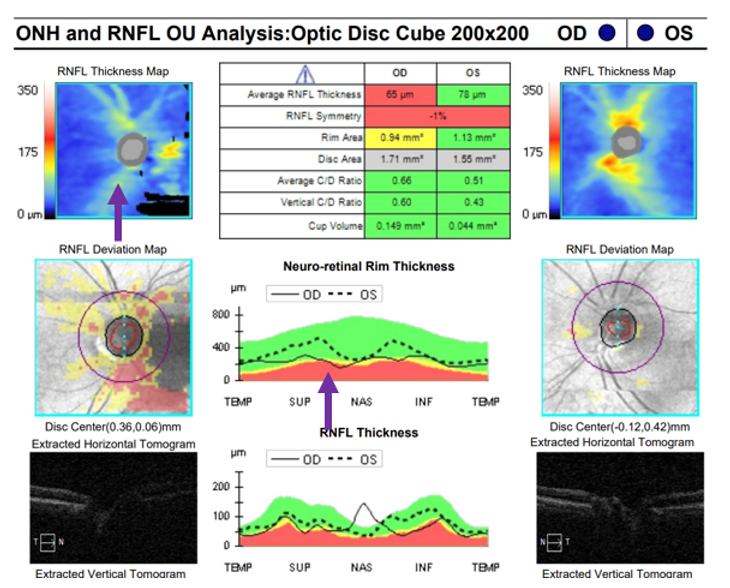 ONH and RNFL OU Analysis:Optic Disc Cube 200x200 OD OS
RNFL Thickness Map
350
175
0 µm
OD OS
Average RNFL Thickness 65 µm 78 µm
RNFL Symmetry -1%
Rim Area 0.94 mm² 1.13 mm²
Disc Area 1.71 mm² 1.55 mm²
Average C/D Ratio 0.66 0.51
Vertical C/D Ratio 0.60 0.43
Cup Volume 0.149 mm³ 0.044 mm³
RNFL Thickness Map
350
175
0 µm
RNFL Deviation Map
Disc Center(0.36,0.06)mm
Extracted Horizontal Tomogram
T N
Extracted Vertical Tomogram
Neuro-retinal Rim Thickness
µm
OD OS
800
400
0
TEMP SUP NAS INF TEMP
RNFL Thickness
µm
OD OS
200
100
0
TEMP SUP NAS INF TEMP
RNFL Deviation Map
Disc Center(-0.12,0.42)mm
Extracted Horizontal Tomogram
N T
Extracted Vertical Tomogram